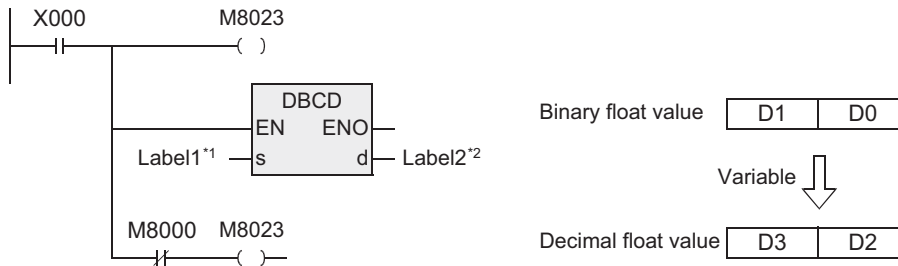 X000 M8023
DBCD
EN ENO
Label1*1 s d Label2*2
M8000 M8023
Binary float value D1 D0
Variable
Decimal float value D3 D2